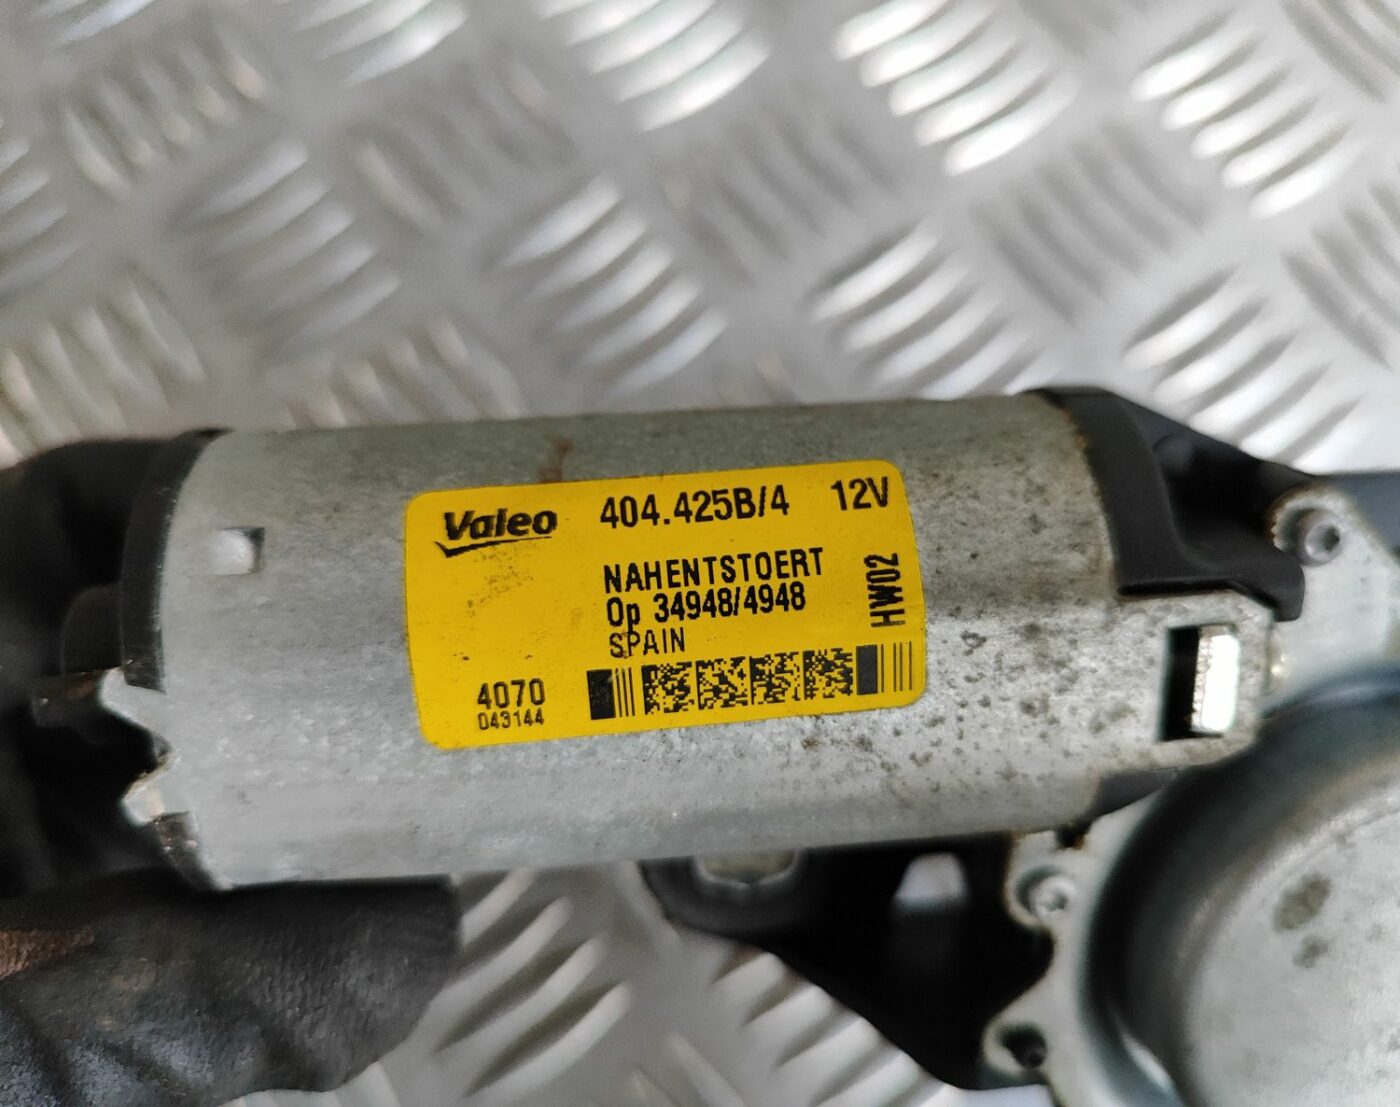 Valeo 404.425B/4 12V
NAHENTSTOERT
Op 34948/4948
SPAIN
HW02
4070
043144